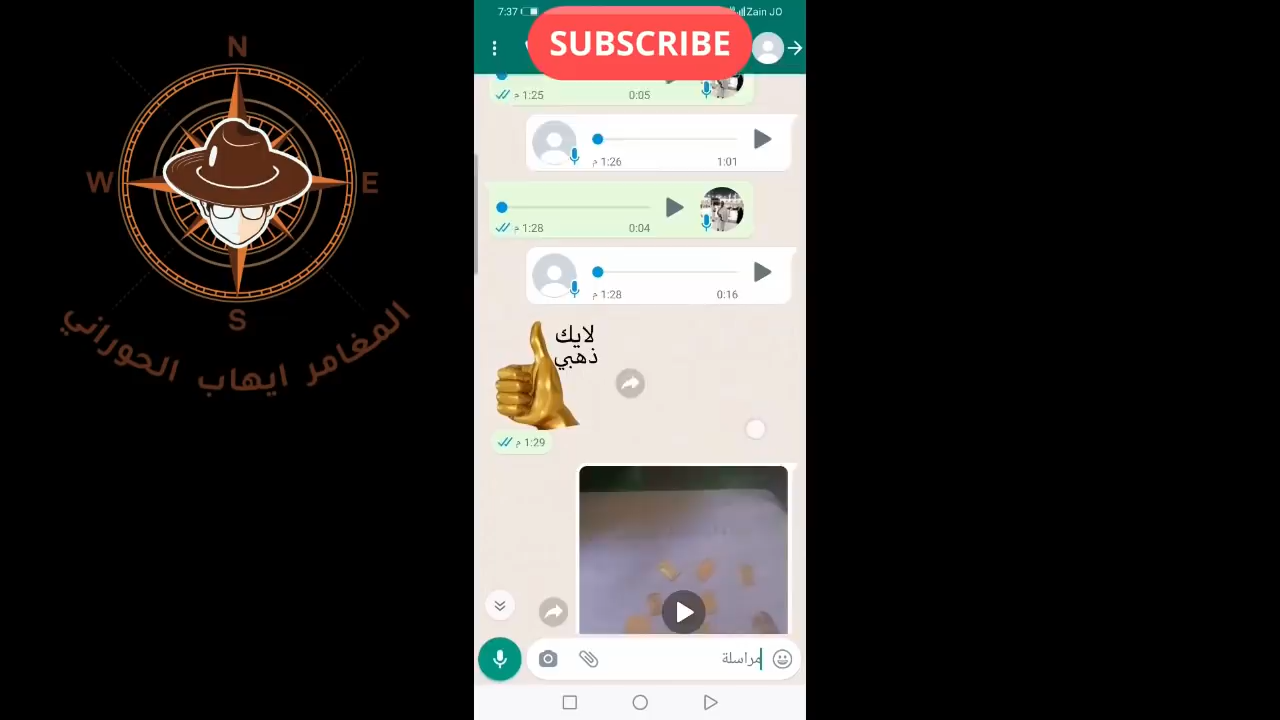 N
W
E
S
المغامر ايهاب الحوراني
7:37
Zain JO
SUBSCRIBE
1:25 م
0:05
1:26 م
1:01
1:28 م
0:04
1:28 م
0:16
لايك
ذهبي
1:29 م
مراسلة